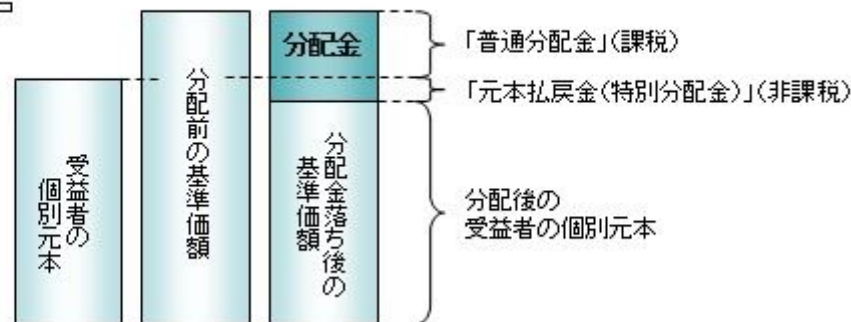 受益者の
個別元本
分配前の基準価額
分配金
分配金落ち後の
基準価額
「普通分配金」(課税)
「元本払戻金(特別分配金)」(非課税)
分配後の
受益者の個別元本